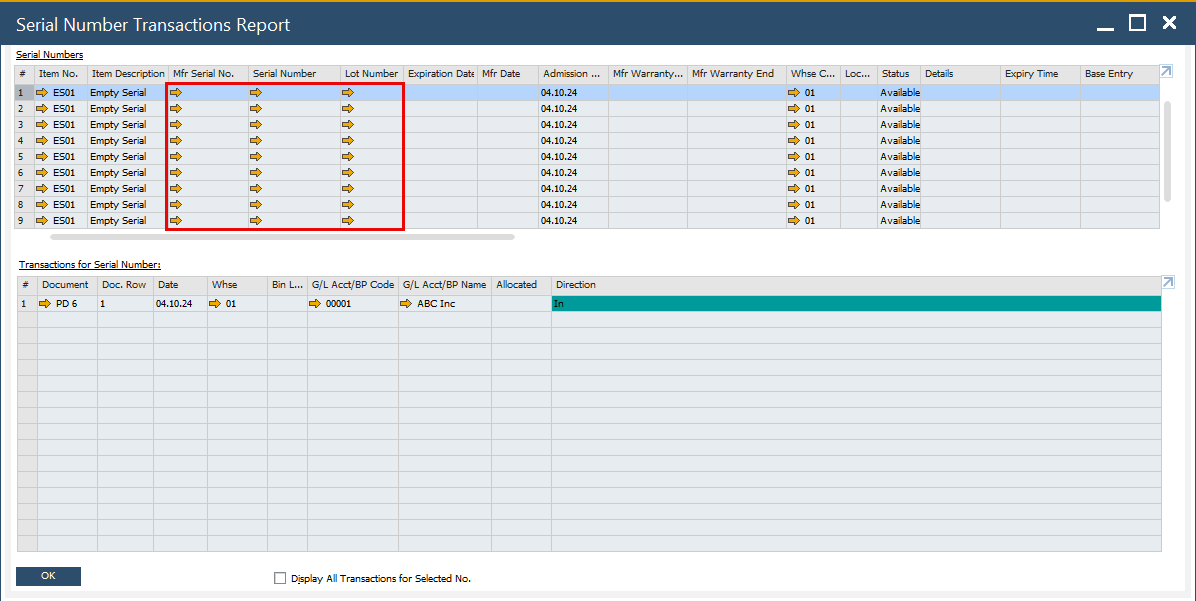 Serial Number Transactions Report
Serial Numbers
# Item No. Item Description Mfr Serial No. Serial Number Lot Number Expiration Date Mfr Date Admission ... Mfr Warranty... Mfr Warranty End Whse C... Loc... Status Details Expiry Time Base Entry
1 ES01 Empty Serial 04.10.24 01 Available
2 ES01 Empty Serial 04.10.24 01 Available
3 ES01 Empty Serial 04.10.24 01 Available
4 ES01 Empty Serial 04.10.24 01 Available
5 ES01 Empty Serial 04.10.24 01 Available
6 ES01 Empty Serial 04.10.24 01 Available
7 ES01 Empty Serial 04.10.24 01 Available
8 ES01 Empty Serial 04.10.24 01 Available
9 ES01 Empty Serial 04.10.24 01 Available
Transactions for Serial Number:
# Document Doc. Row Date Whse Bin L... G/L Acct/BP Code G/L Acct/BP Name Allocated Direction
1 PD 6 1 04.10.24 01 00001 ABC Inc In
OK Display All Transactions for Selected No.